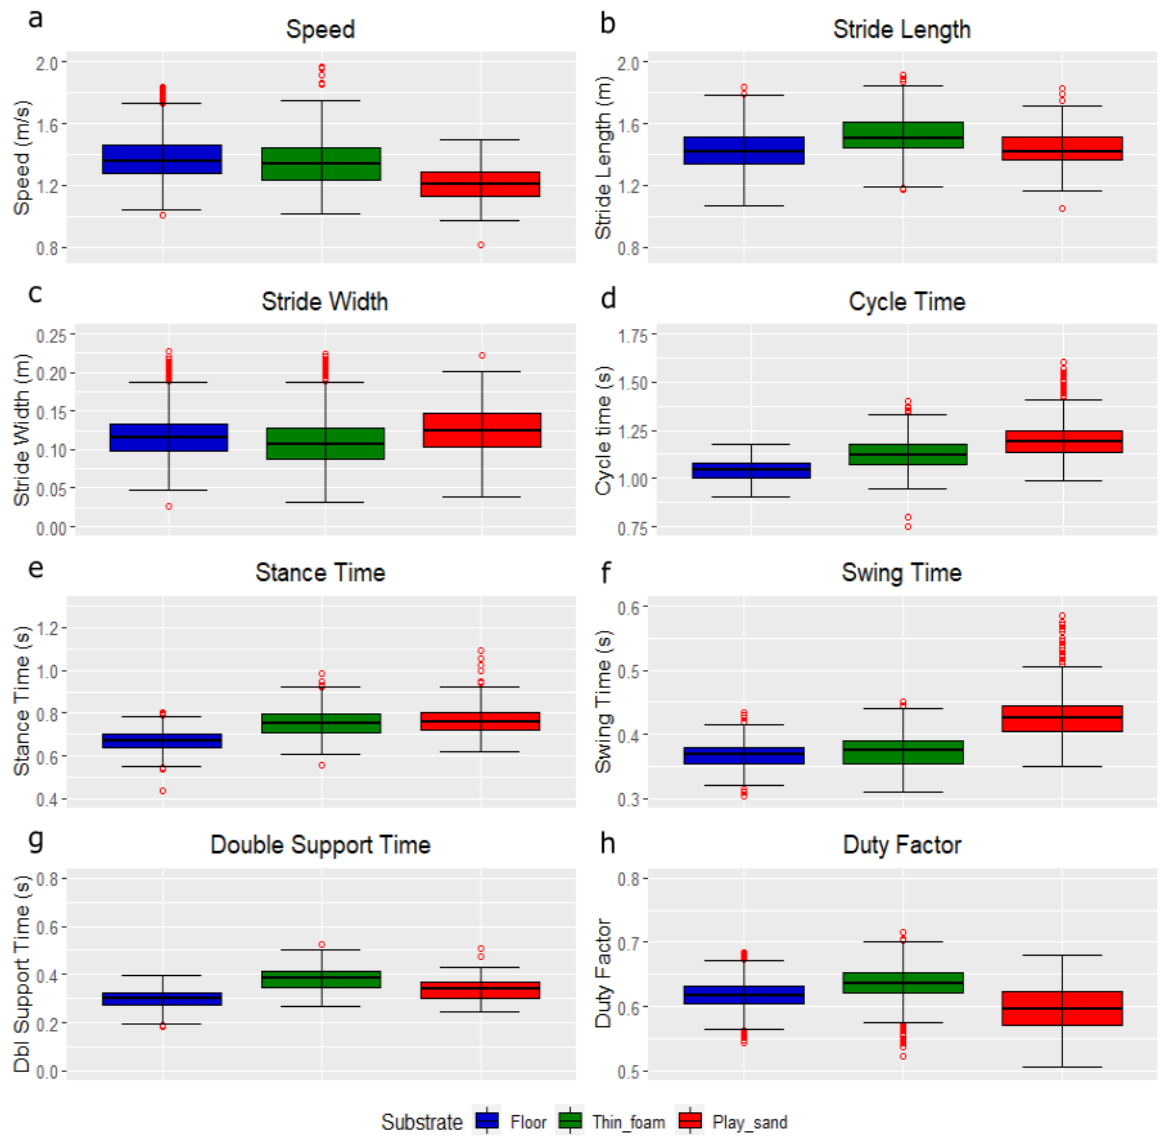 a
Speed
Speed (m/s)
2.0
1.6
1.2
0.8
b
Stride Length
Stride Length (m)
2.0
1.6
1.2
0.8
c
Stride Width
Stride Width (m)
0.25
0.20
0.15
0.10
0.05
0.00
d
Cycle Time
Cycle time (s)
1.75
1.50
1.25
1.00
0.75
e
Stance Time
Stance Time (s)
1.2
1.0
0.8
0.6
0.4
f
Swing Time
Swing Time (s)
0.6
0.5
0.4
0.3
g
Double Support Time
Dbl Support Time (s)
0.8
0.6
0.4
0.2
0.0
h
Duty Factor
Duty Factor
0.8
0.7
0.6
0.5
Substrate Floor Thin_foam Play_sand